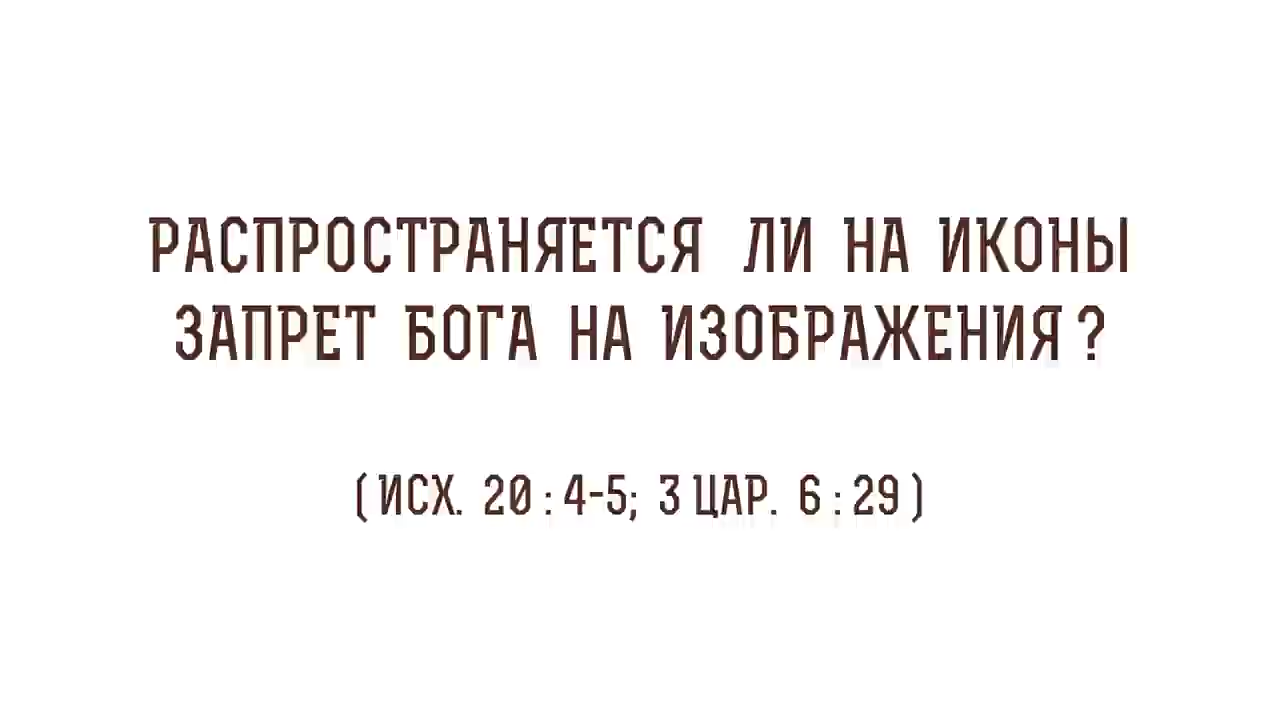 РАСПРОСТРАНЯЕТСЯ ЛИ НА ИКОНЫ
ЗАПРЕТ БОГА НА ИЗОБРАЖЕНИЯ?
(ИСХ. 20:4-5; 3 ЦАР. 6:29)